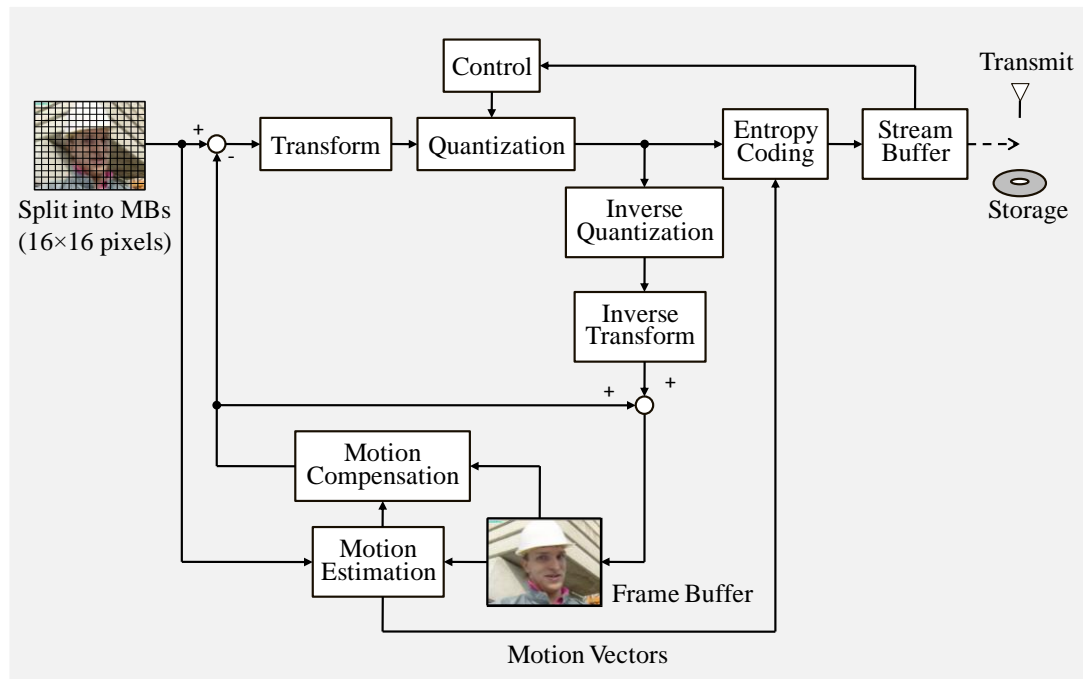 Control
Transmit
+
-
Transform
Quantization
Entropy
Coding
Stream
Buffer
Split into MBs
(16×16 pixels)
Inverse
Quantization
Storage
Inverse
Transform
+
+
Motion
Compensation
Motion
Estimation
Frame Buffer
Motion Vectors